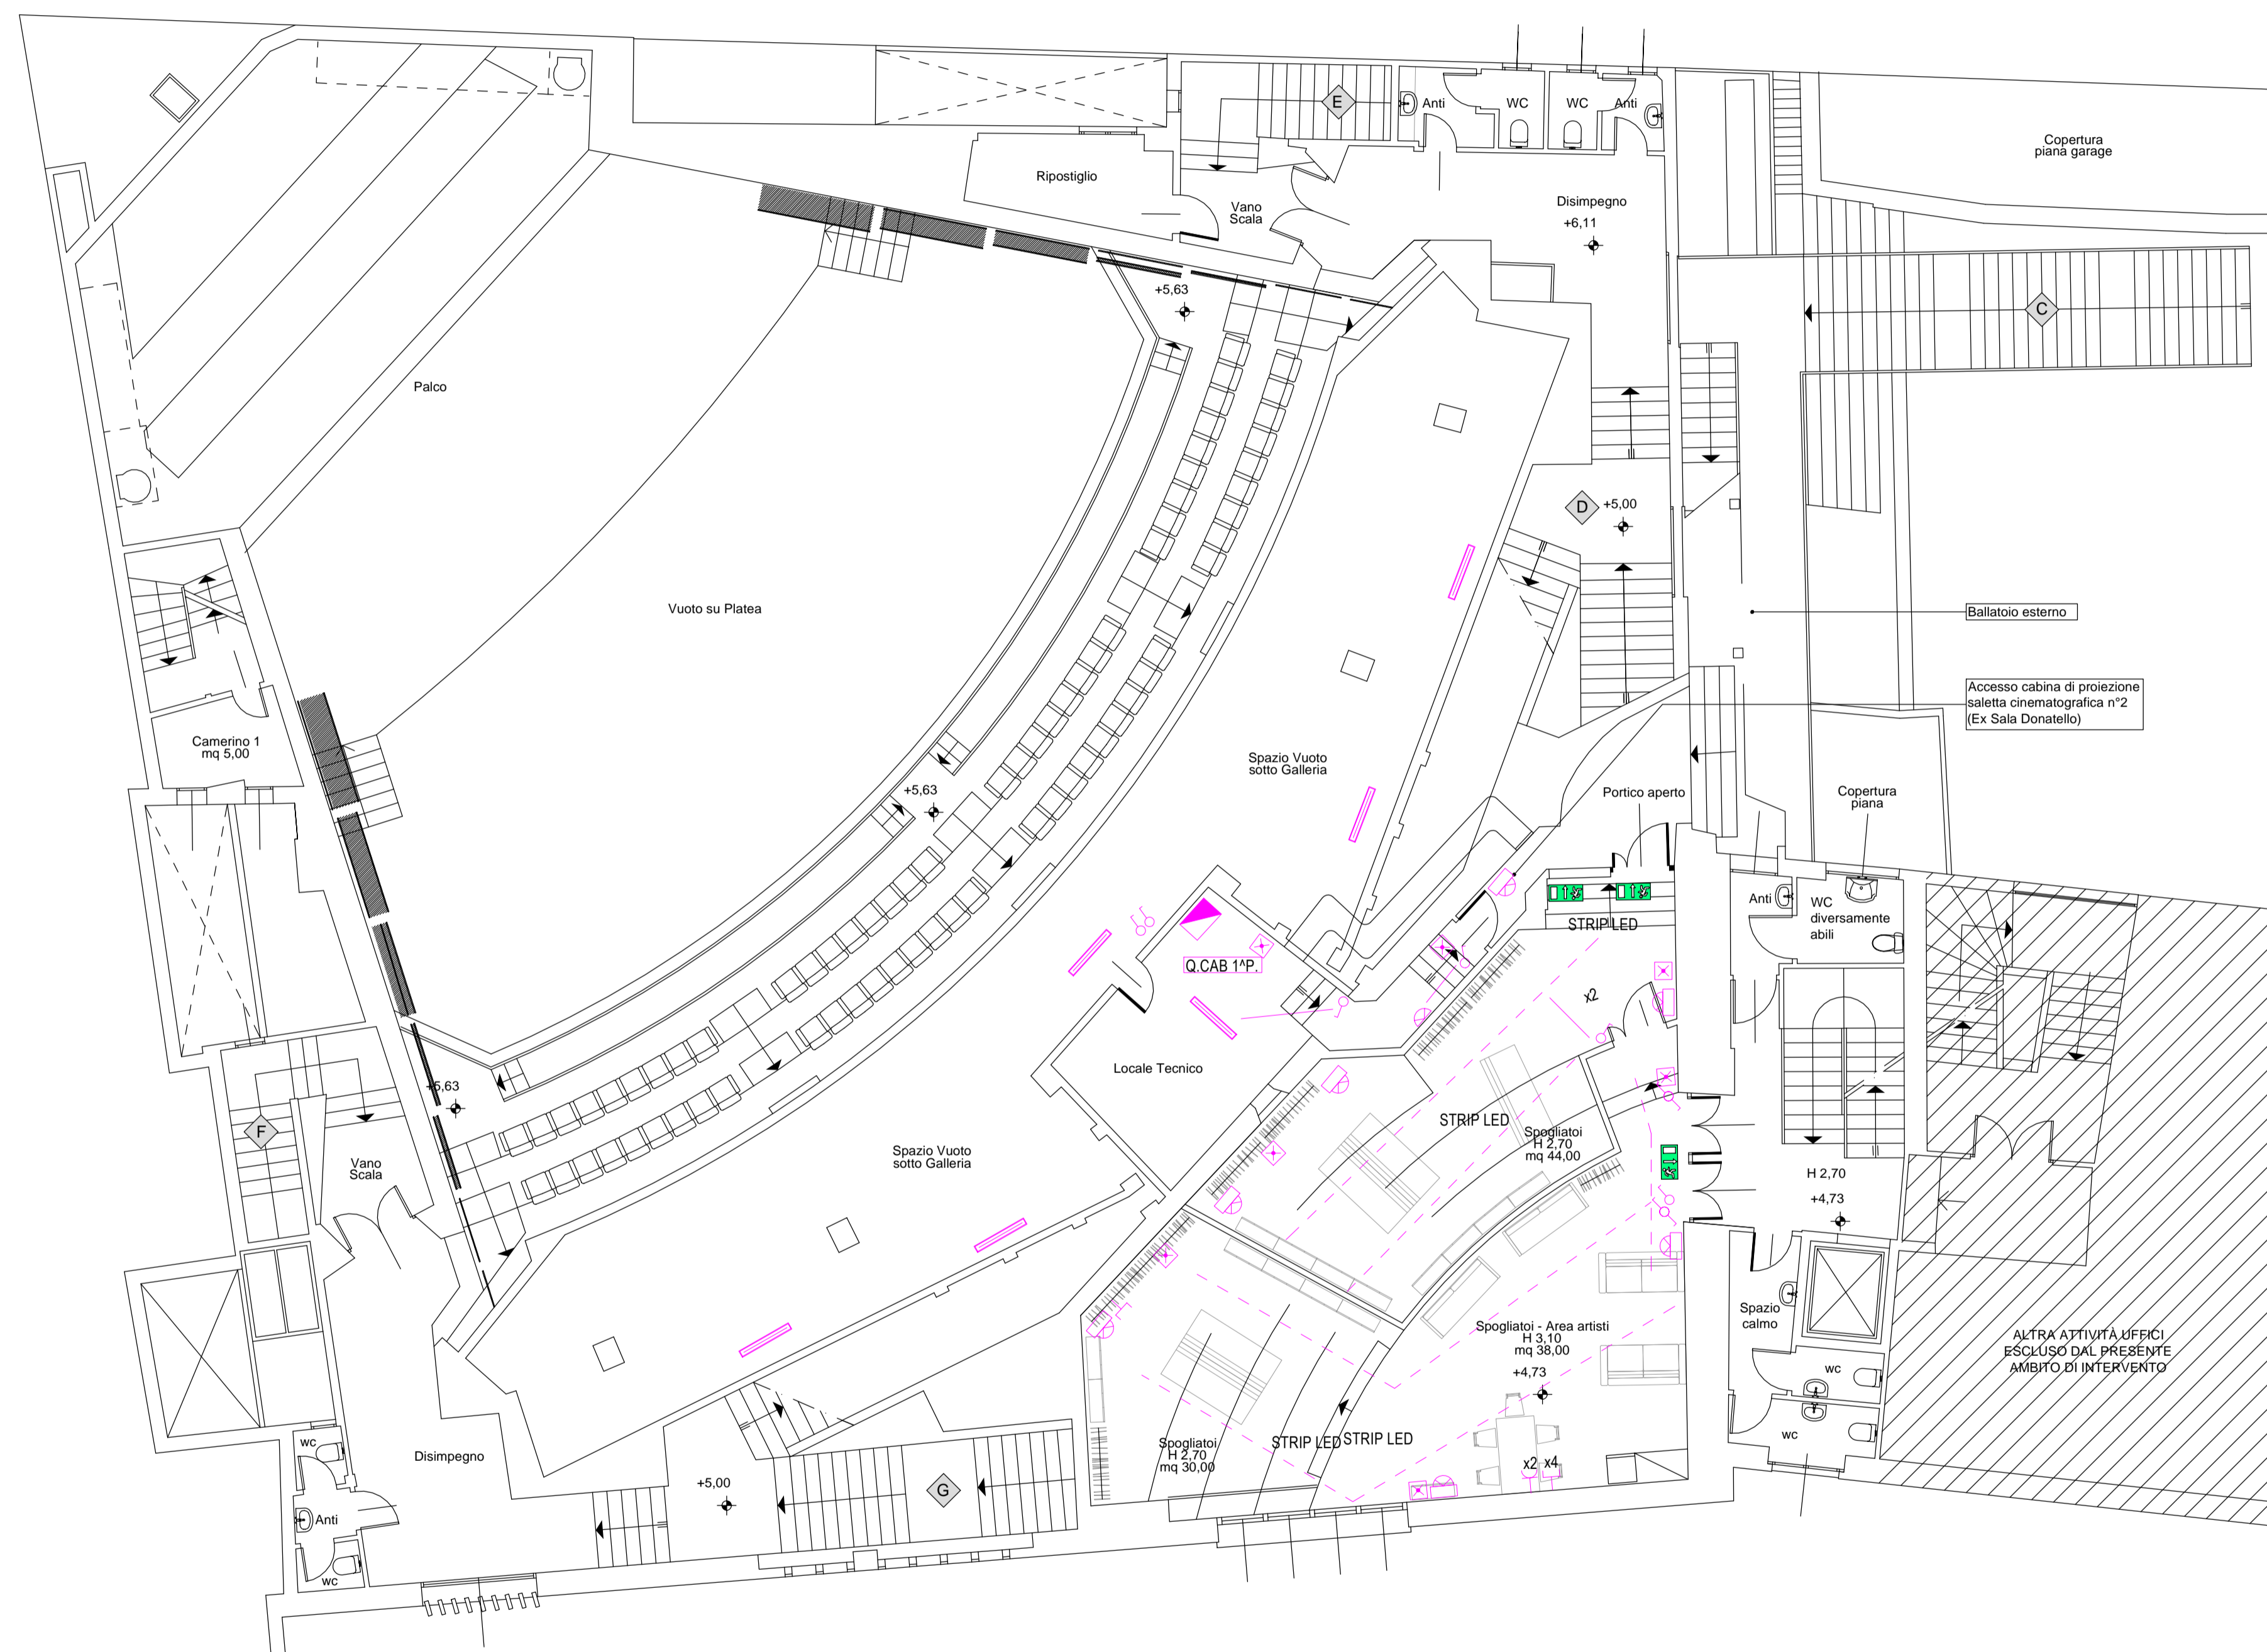 E
Anti
WC
WC
Anti
Copertura
piana garage
Ripostiglio
Vano
Scala
Disimpegno
+6,11
+5,63
C
Palco
D
+5,00
Vuoto su Platea
Ballatoio esterno
Accesso cabina di proiezione
saletta cinematografica n°2
(Ex Sala Donatello)
Camerino 1
mq 5,00
Spazio Vuoto
sotto Galleria
+5,63
Portico aperto
Copertura
piana
Anti
WC
diversamente
abili
STRIP LED
Q.CAB 1^P.
x2
Locale Tecnico
+5,63
F
STRIP LED
Spogliatoi
H 2,70
mq 44,00
Vano
Scala
Spazio Vuoto
sotto Galleria
H 2,70
+4,73
Spazio
calmo
Spogliatoi - Area artisti
H 3,10
mq 38,00
+4,73
ALTRA ATTIVITÀ UFFICI
ESCLUSO DAL PRESENTE
AMBITO DI INTERVENTO
wc
wc
wc
Disimpegno
Spogliatoi
H 2,70
mq 30,00
STRIP LED
STRIP LED
x2
x4
+5,00
G
Anti
wc